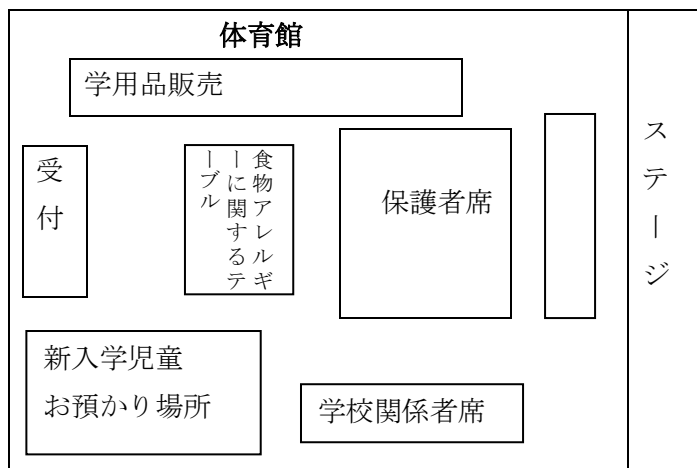 体育館
学用品販売
受付
食物アレルギ
ーに関するテ
ーブル
保護者席
ステージ
新入学児童
お預かり場所
学校関係者席